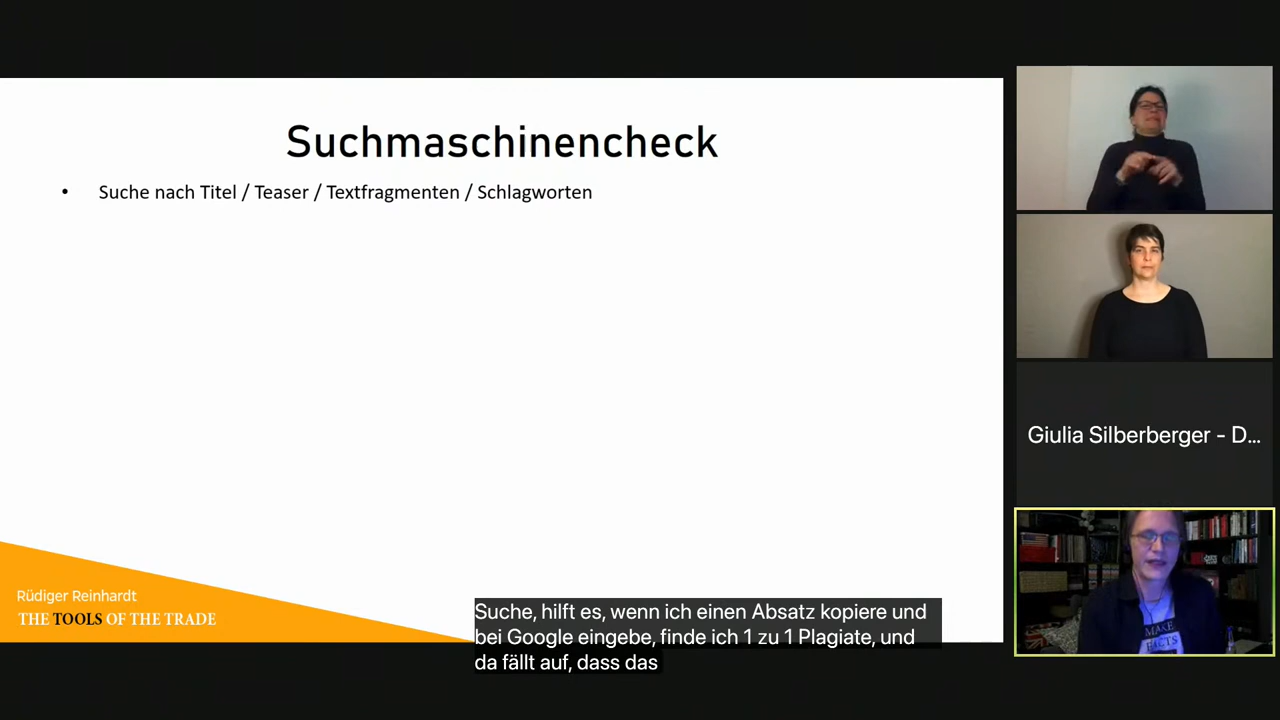 Suchmaschinencheck
• Suche nach Titel / Teaser / Textfragmenten / Schlagworten
Rüdiger Reinhardt
THE TOOLS OF THE TRADE
Suche, hilft es, wenn ich einen Absatz kopiere und
bei Google eingebe, finde ich 1 zu 1 Plagiate, und
da fällt auf, dass das
Giulia Silberberger - D...
MAKE
FACTS